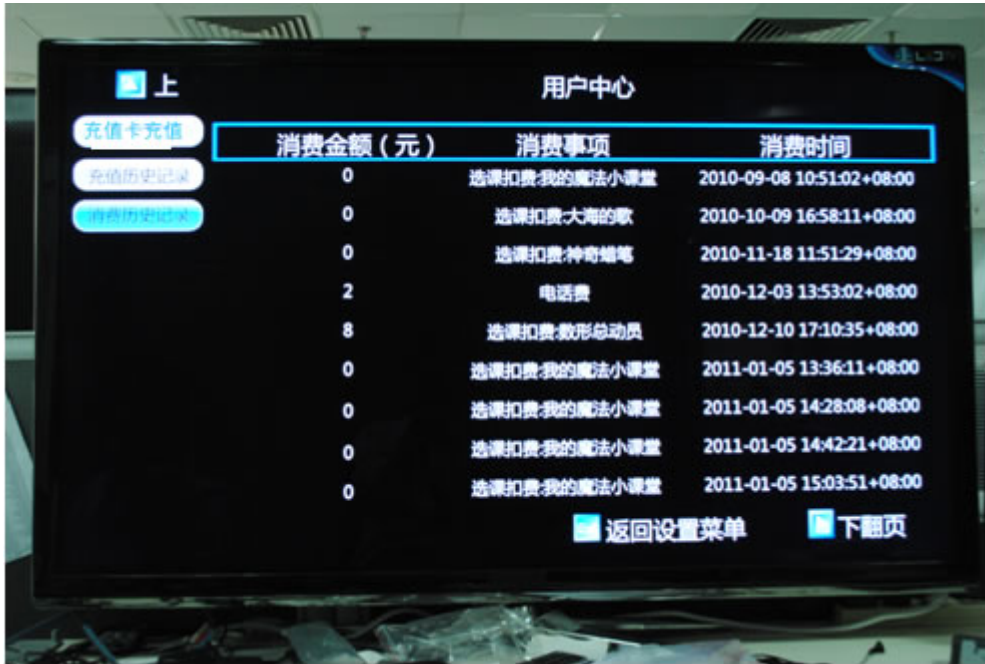 上
用户中心
充值卡充值
充值历史记录
消费历史记录
消费金额（元） 消费事项 消费时间
0 选课扣费:我的魔法小课堂 2010-09-08 10:51:02+08:00
0 选课扣费:大海的歌 2010-10-09 16:58:11+08:00
0 选课扣费:神奇蜡笔 2010-11-18 11:51:29+08:00
2 电话费 2010-12-03 13:53:02+08:00
8 选课扣费:数形总动员 2010-12-10 17:10:35+08:00
0 选课扣费:我的魔法小课堂 2011-01-05 13:36:11+08:00
0 选课扣费:我的魔法小课堂 2011-01-05 14:28:08+08:00
0 选课扣费:我的魔法小课堂 2011-01-05 14:42:21+08:00
0 选课扣费:我的魔法小课堂 2011-01-05 15:03:51+08:00
返回设置菜单 下翻页